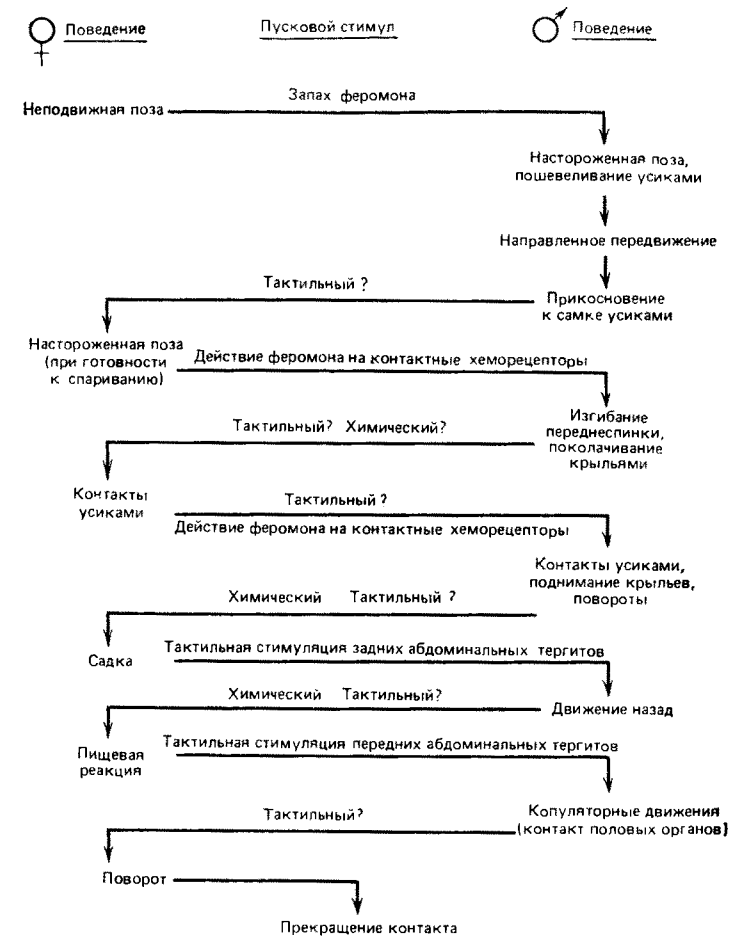 Поведение
Пусковой стимул
Поведение
Запах феромона
Неподвижная поза
Настороженная поза,
пошевеливание усиками
Направленное передвижение
Тактильный ?
Прикосновение
к самке усиками
Настороженная поза
(при готовности
к спариванию)
Действие феромона на контактные хеморецепторы
Изгибание
переднеспинки,
поколачивание
крыльями
Тактильный? Химический?
Контакты
усиками
Тактильный ?
Действие феромона на контактные хеморецепторы
Контакты усиками,
поднимание крыльев,
повороты
Химический Тактильный ?
Садка
Тактильная стимуляция задних абдоминальных тергитов
Химический Тактильный?
Движение назад
Пищевая
реакция
Тактильная стимуляция передних абдоминальных тергитов
Копуляторные движения
(контакт половых органов)
Тактильный?
Поворот
Прекращение контакта